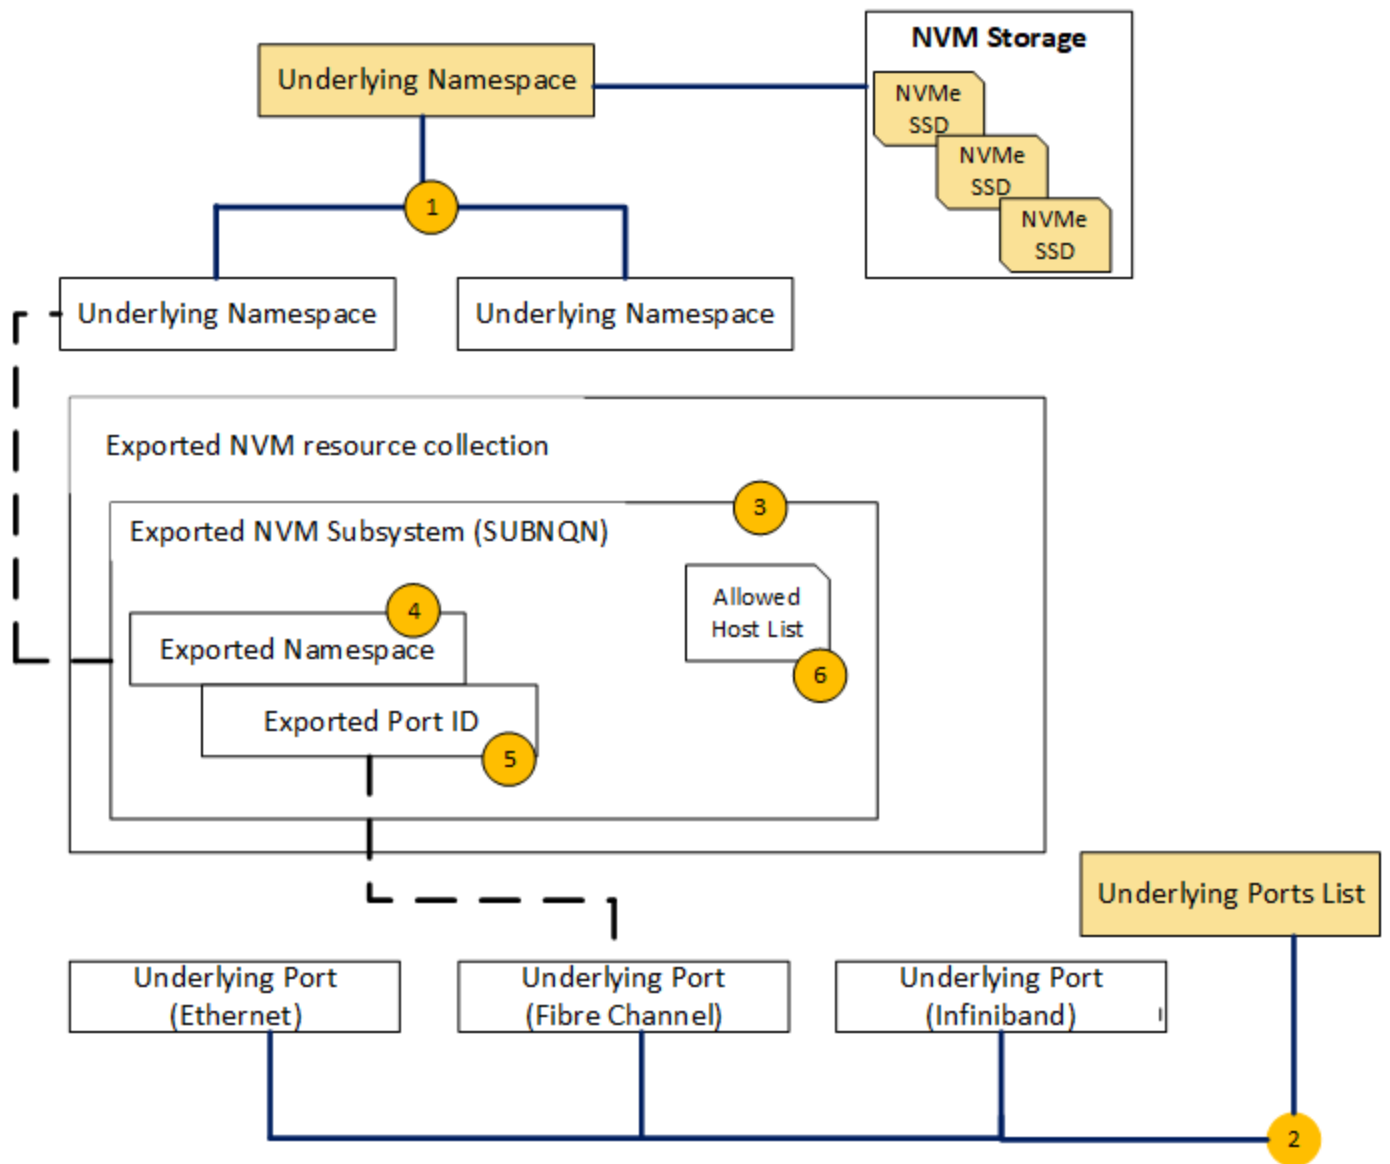 NVM Storage
Underlying Namespace
NVMe
SSD
NVMe
SSD
NVMe
SSD
1
Underlying Namespace
Underlying Namespace
Exported NVM resource collection
3
Exported NVM Subsystem (SUBNQN)
4
Exported Namespace
Allowed
Host List
6
Exported Port ID
5
Underlying Ports List
Underlying Port
(Ethernet)
Underlying Port
(Fibre Channel)
Underlying Port
(Infiniband)
2